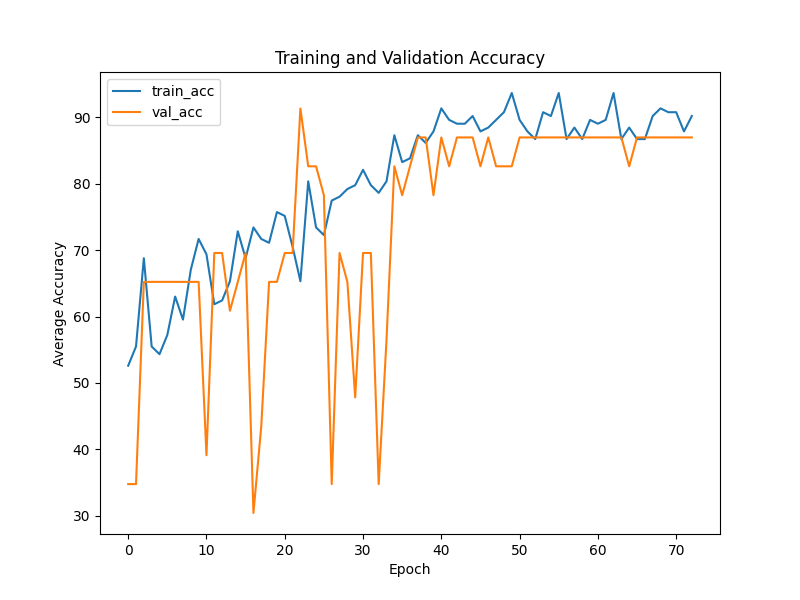 Training and Validation Accuracy
train_acc
val_acc
Average Accuracy
90
80
70
60
50
40
30
0 10 20 30 40 50 60 70
Epoch